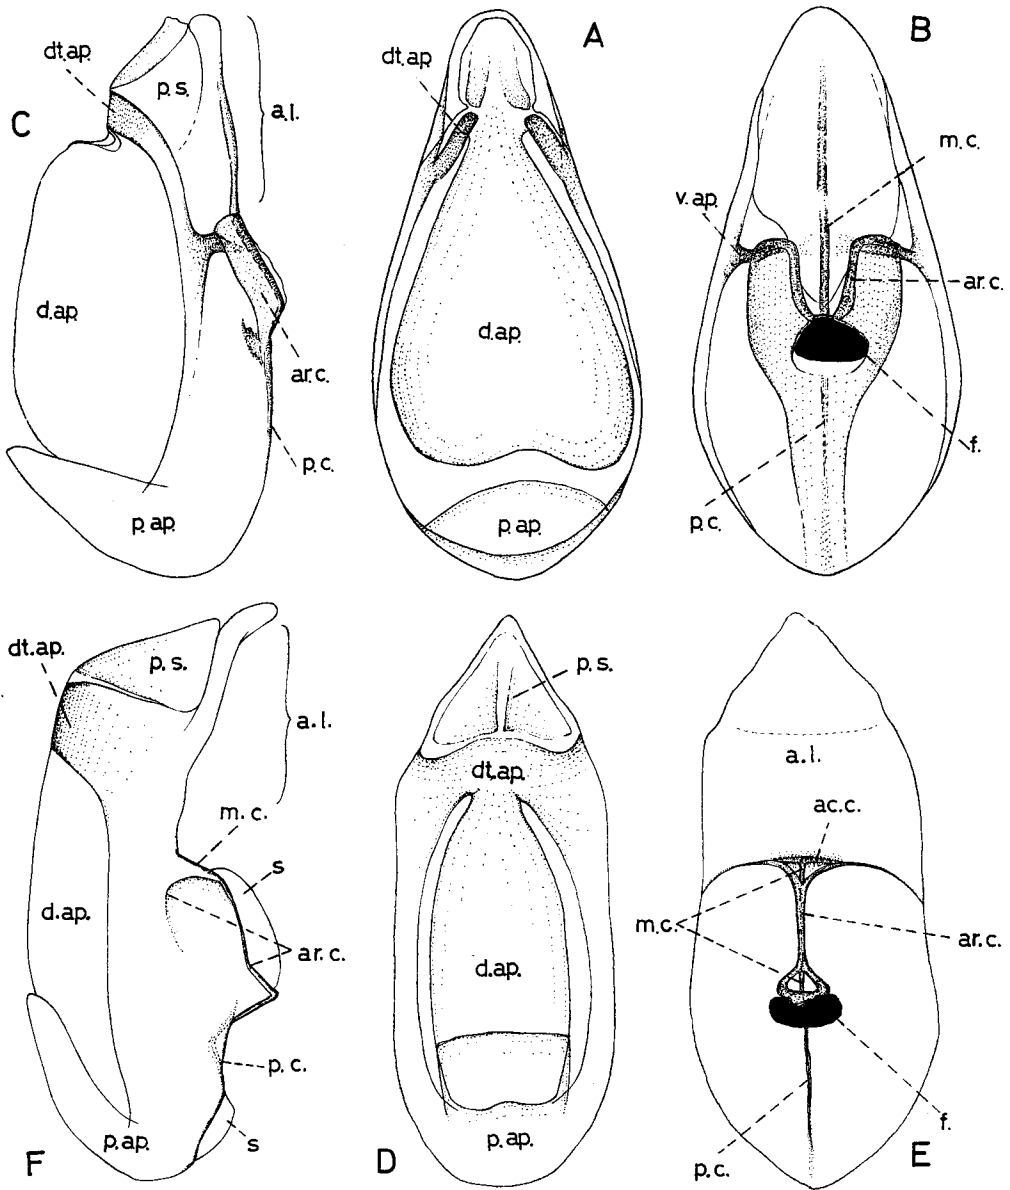 C
dt.ap.
p.s.
a.l.
d.ap.
ar.c.
p.c.
p.ap.
A
dt.ap.
d.ap.
p.ap.
B
m.c.
v.ap.
ar.c.
f.
p.c.
F
dt.ap.
p.s.
a.l.
m.c.
s
d.ap.
ar.c.
p.c.
p.ap.
s
D
p.s.
dt.ap.
d.ap.
p.ap.
E
a.l.
ac.c.
m.c.
ar.c.
f.
p.c.